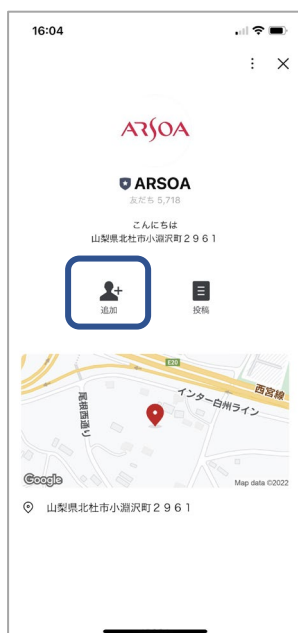 16:04
ARSOA
ARSOA
友だち 5,718
こんにちは
山梨県北杜市小淵沢町２９６１
追加
投稿
E20
西宮線
インター白州ライン
尾根西通り
Google
Map data ©2022
山梨県北杜市小淵沢町２９６１